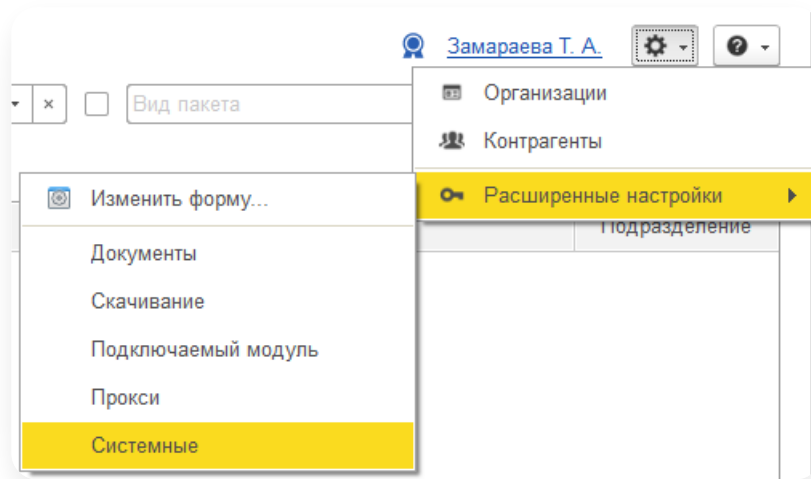 Замараева Т. А.
Вид пакета
Организации
Контрагенты
Расширенные настройки
Подразделение
Изменить форму...
Документы
Скачивание
Подключаемый модуль
Прокси
Системные